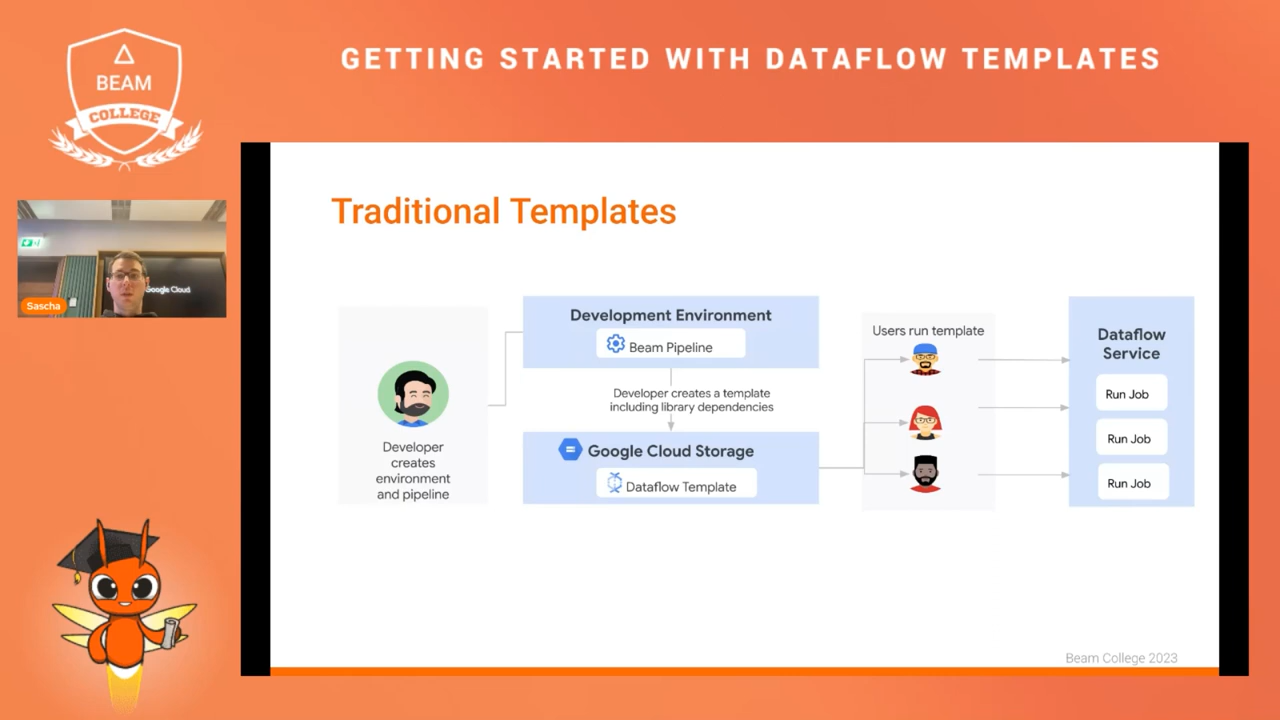 BEAM
COLLEGE
GETTING STARTED WITH DATAFLOW TEMPLATES
Google Cloud
Sascha
Traditional Templates
Developer
creates
environment
and pipeline
Development Environment
Beam Pipeline
Developer creates a template
including library dependencies
Google Cloud Storage
Dataflow Template
Users run template
Dataflow
Service
Run Job
Run Job
Run Job
Beam College 2023